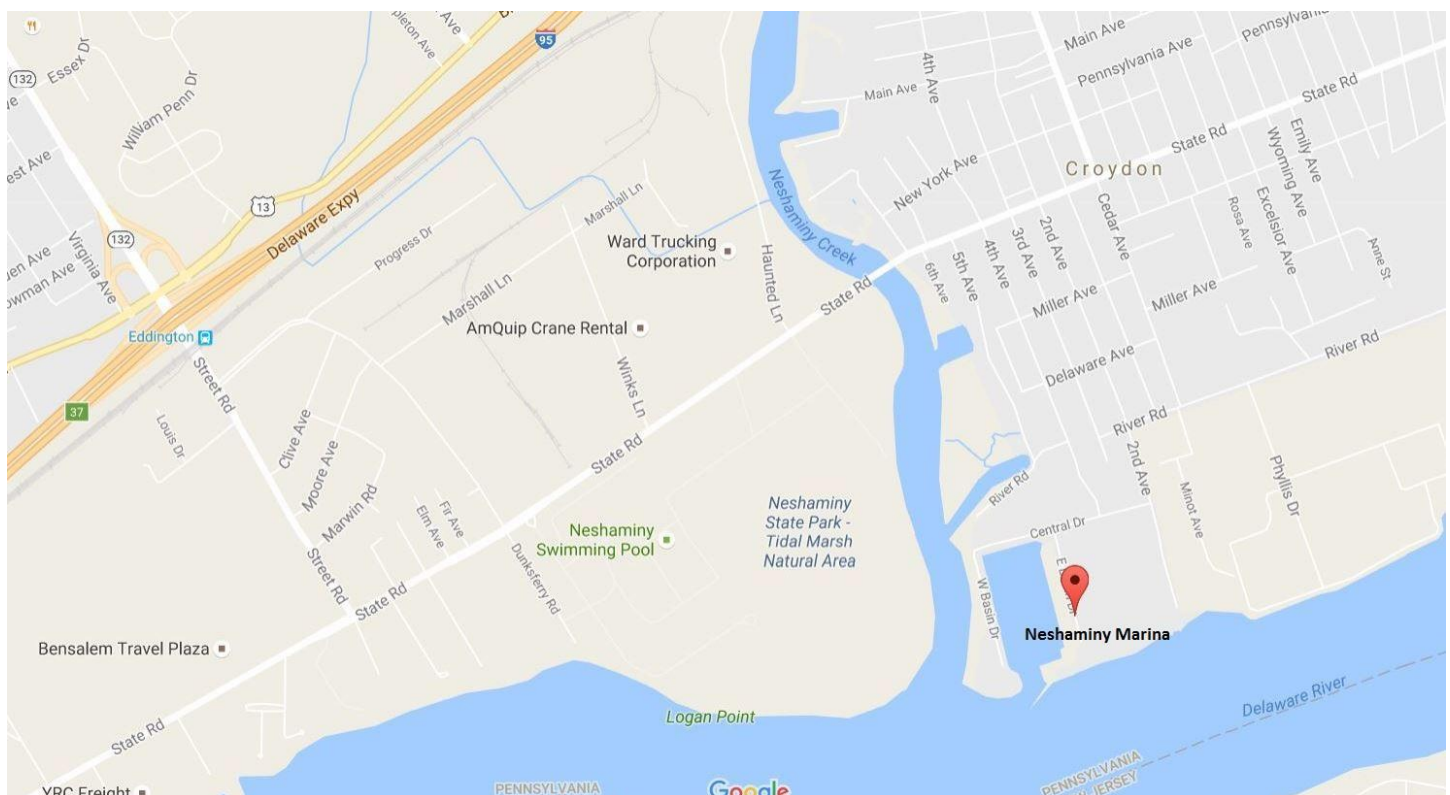 132
Essex Dr
William Penn Dr
Ave
95
4th Ave
Main Ave
Main Ave
Pennsylvania Ave
Pennsylvania
State Rd
State Rd
Croydon
New York Ave
Emily Ave
Wyoming Ave
Excelsior Ave
Rosa Ave
Anne St
Cedar Ave
2nd Ave
3rd Ave
4th Ave
5th Ave
6th Ave
Miller Ave
Miller Ave
Delaware Ave
River Rd
River Rd
River Rd
2nd Ave
Minot Ave
Phyllis Dr
Central Dr
W Basin Dr
Neshaminy Marina
Delaware River
Neshaminy Creek
Haunted Ln
State Rd
Ward Trucking
Corporation
AmQuip Crane Rental
Marshall Ln
Marshall Ln
Progress Dr
Delaware Expy
13
132
Virginia Ave
Eddington
37
Street Rd
Louis Dr
Clive Ave
Moore Ave
Marwin Rd
Winks Ln
State Rd
Elm Ave
Fir Ave
Street Rd
State Rd
Dunksferry Rd
Neshaminy
Swimming Pool
Neshaminy
State Park -
Tidal Marsh
Natural Area
Bensalem Travel Plaza
State Rd
YRC Freight
Logan Point
PENNSYLVANIA
Google
PENNSYLVANIA
JERSEY